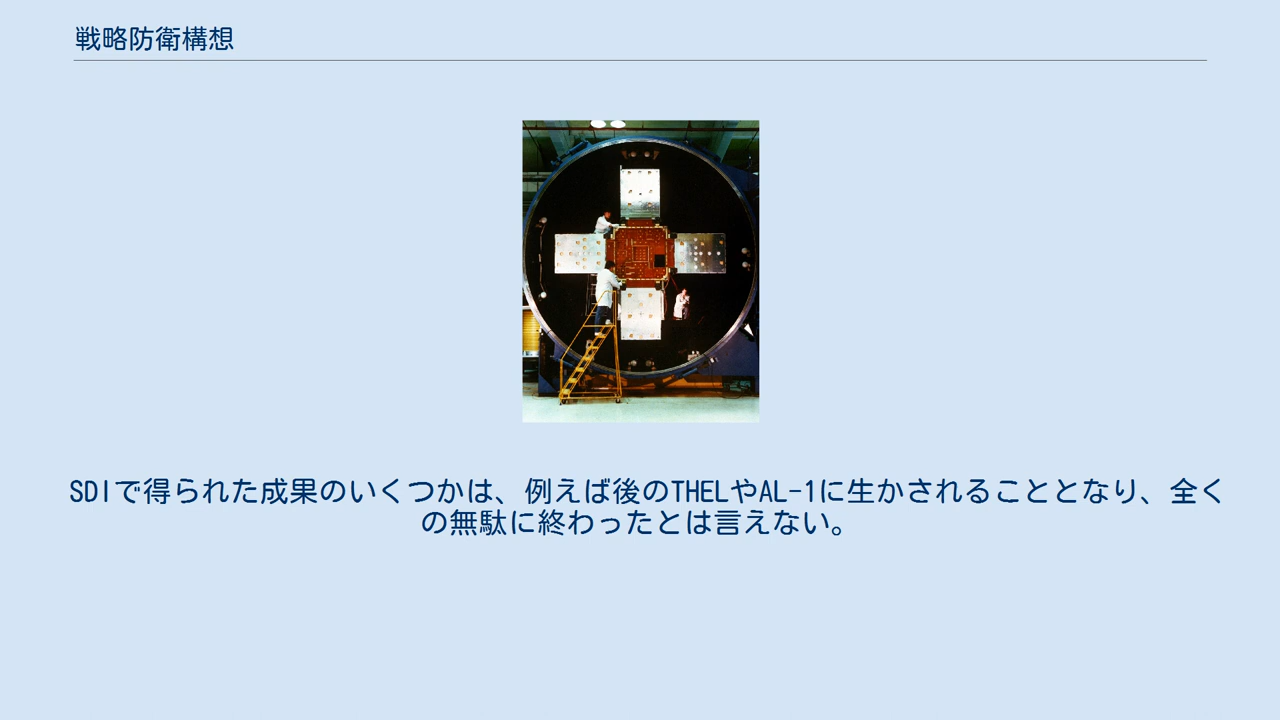 戦略防衛構想
SDIで得られた成果のいくつかは、例えば後のTHELやAL-1に生かされることとなり、全く
の無駄に終わったとは言えない。